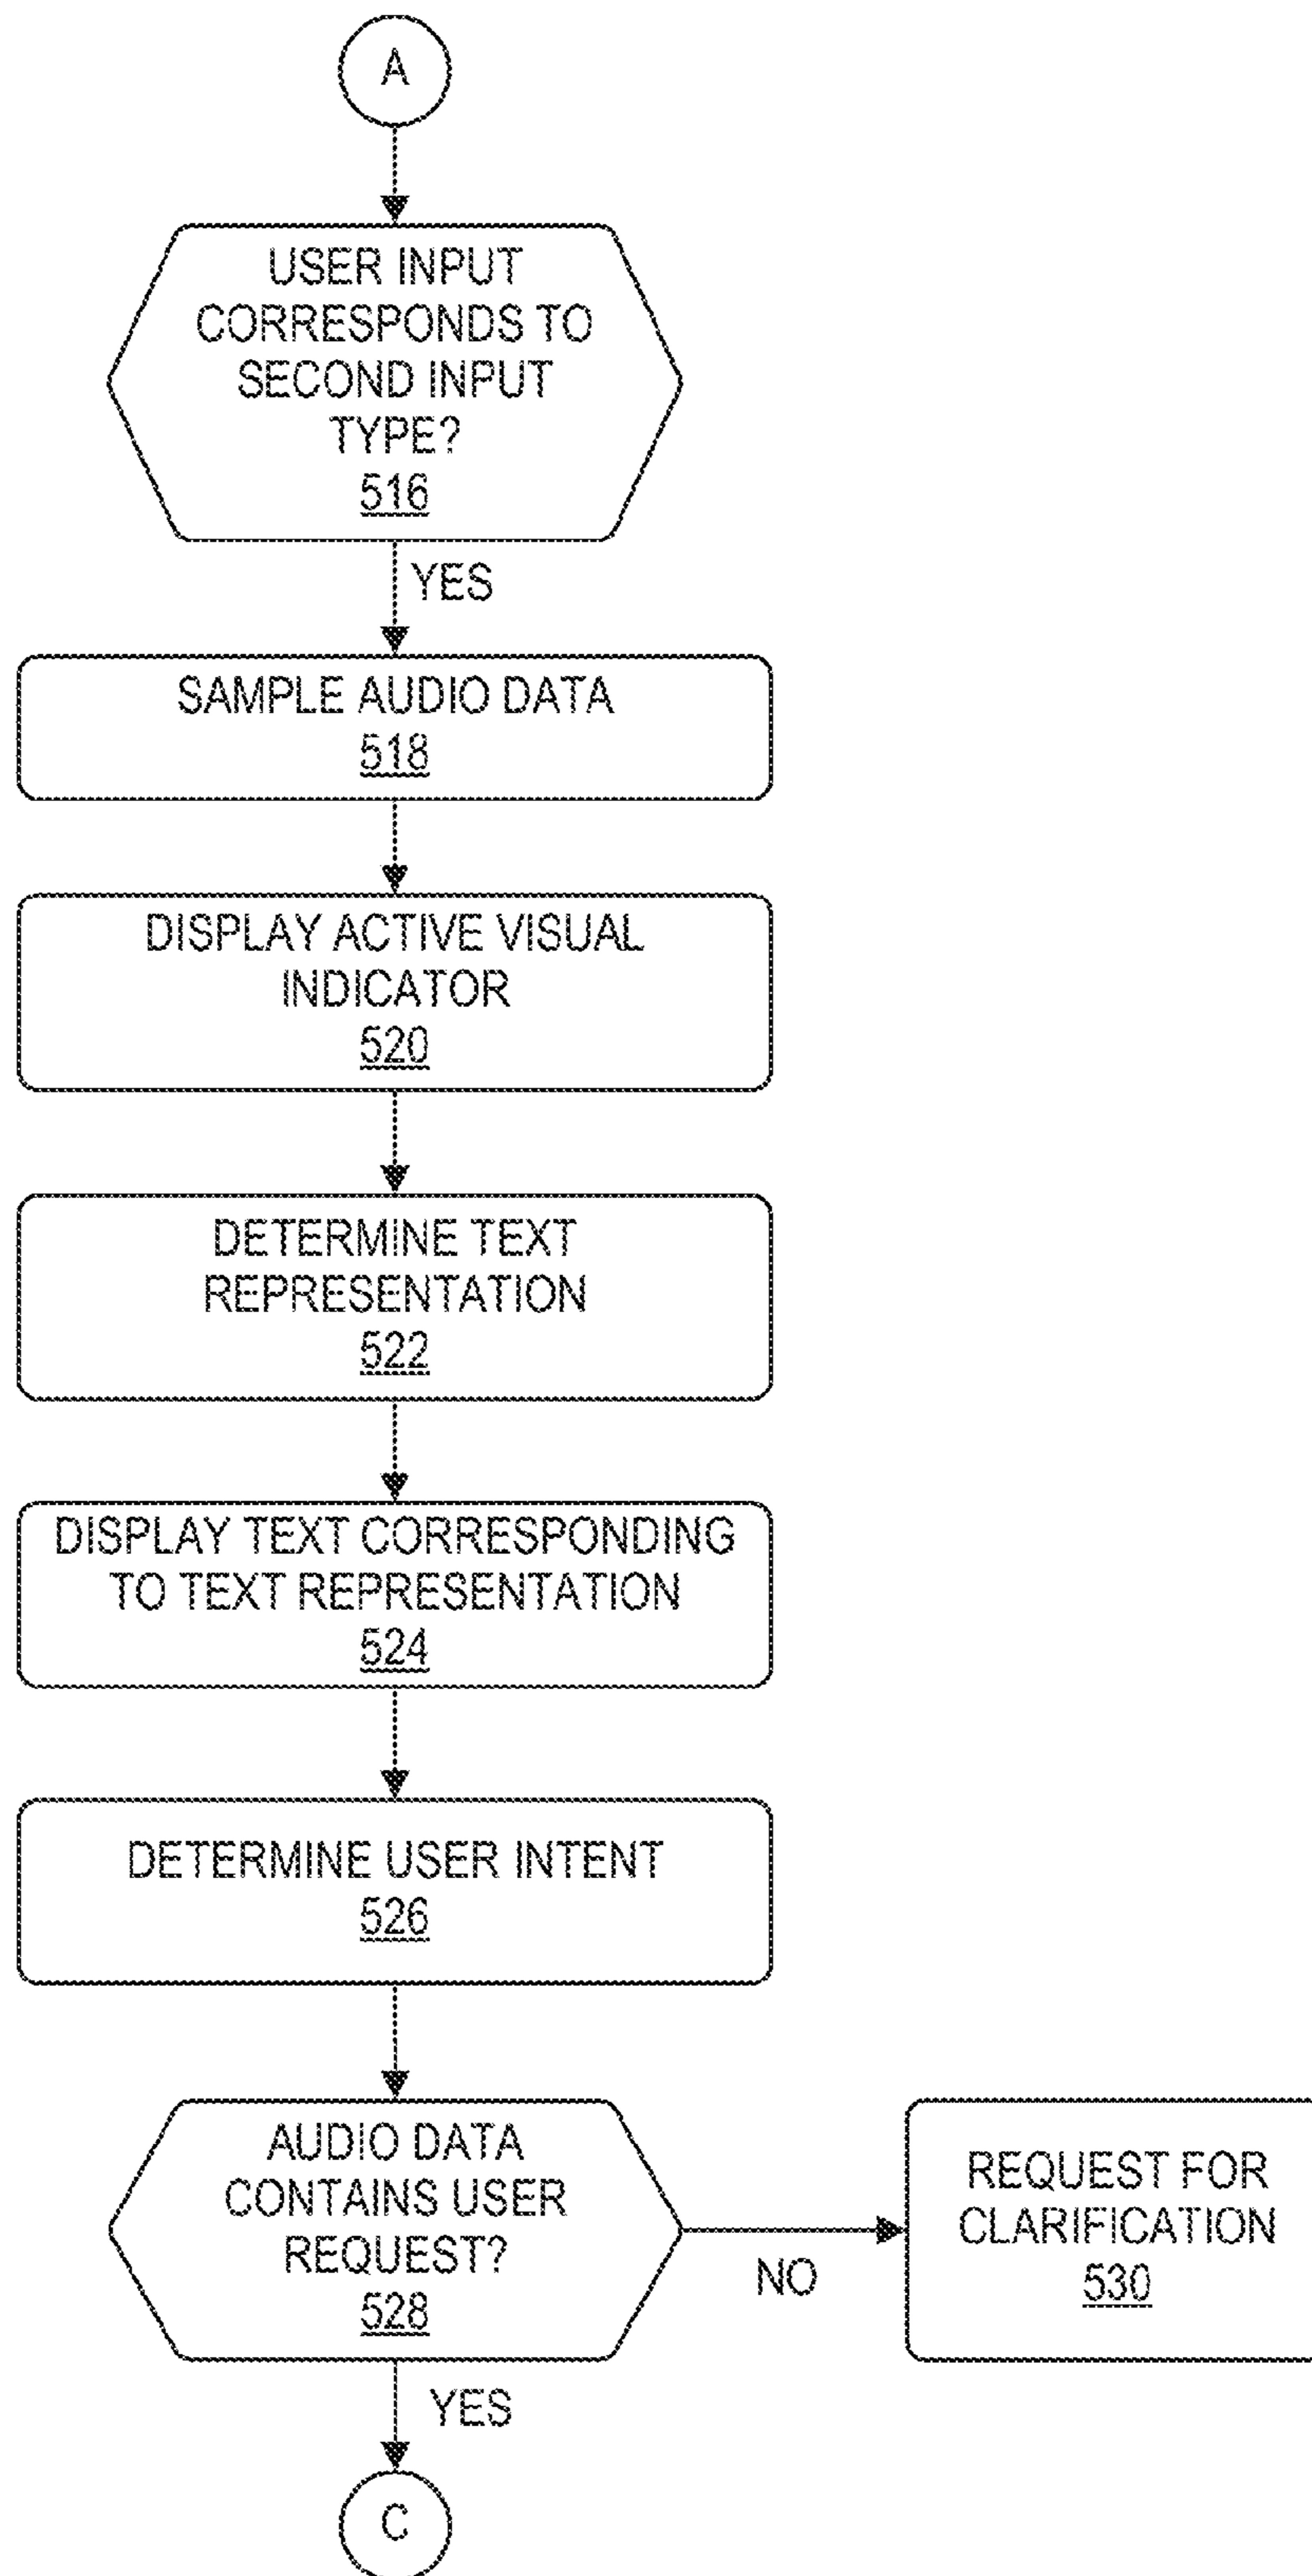 A
USER INPUT
CORRESPONDS TO
SECOND INPUT
TYPE?
516
YES
SAMPLE AUDIO DATA
518
DISPLAY ACTIVE VISUAL
INDICATOR
520
DETERMINE TEXT
REPRESENTATION
522
DISPLAY TEXT CORRESPONDING
TO TEXT REPRESENTATION
524
DETERMINE USER INTENT
526
AUDIO DATA
CONTAINS USER
REQUEST?
528
NO
REQUEST FOR
CLARIFICATION
530
YES
C